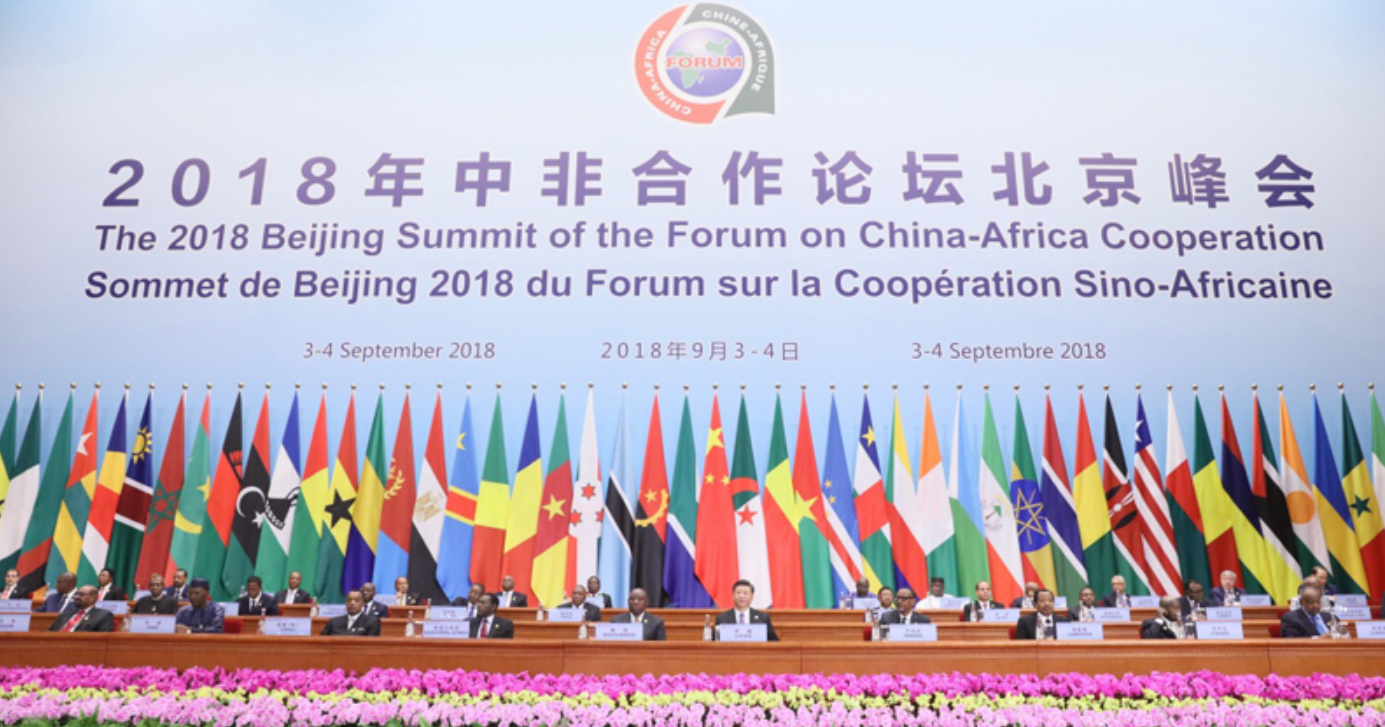 CHINA-AFRICA
CHINE-AFRIQUE
FORUM
2018年中非合作论坛北京峰会
The 2018 Beijing Summit of the Forum on China-Africa Cooperation
Sommet de Beijing 2018 du Forum sur la Coopération Sino-Africaine
3-4 September 2018
2018年9月3-4日
3-4 Septembre 2018